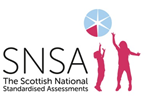 SNSA
The Scottish National
Standardised Assessments